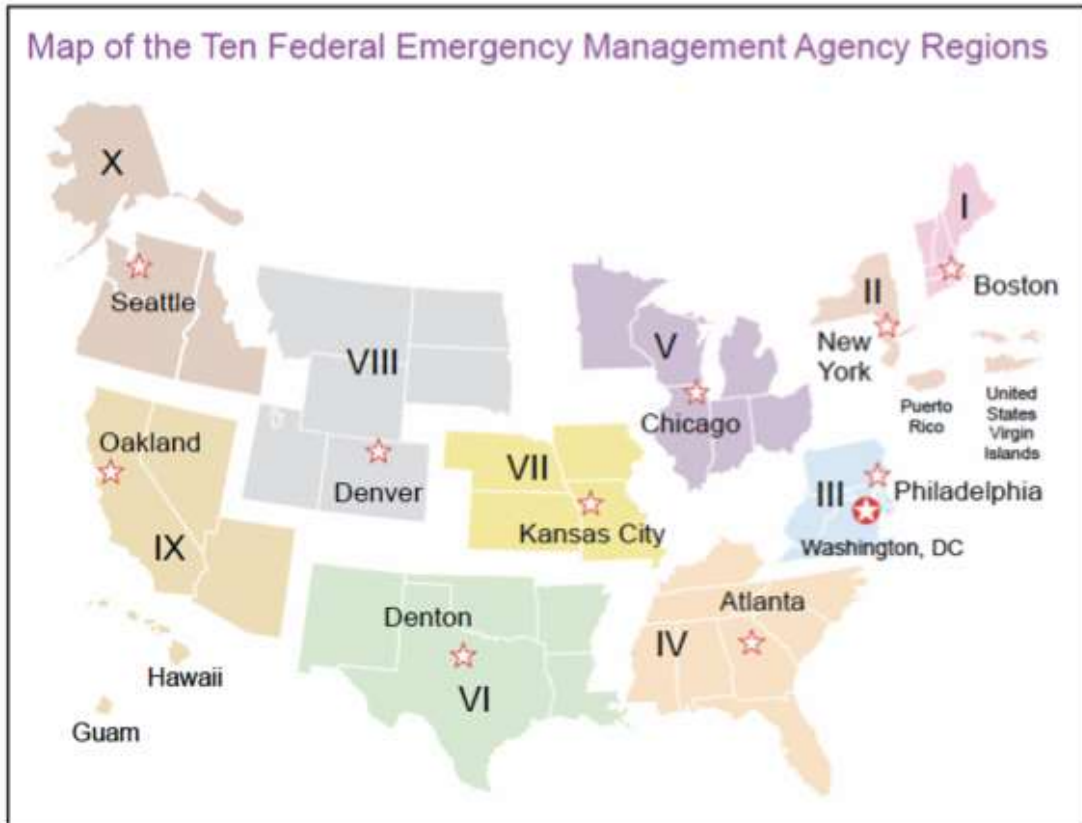 Map of the Ten Federal Emergency Management Agency Regions
X
I
Seattle
II
Boston
VIII
V
New
York
Puerto
Rico
United
States
Virgin
Islands
Oakland
Chicago
Denver
VII
III
Philadelphia
Kansas City
Washington, DC
IX
Denton
Atlanta
IV
VI
Hawaii
Guam